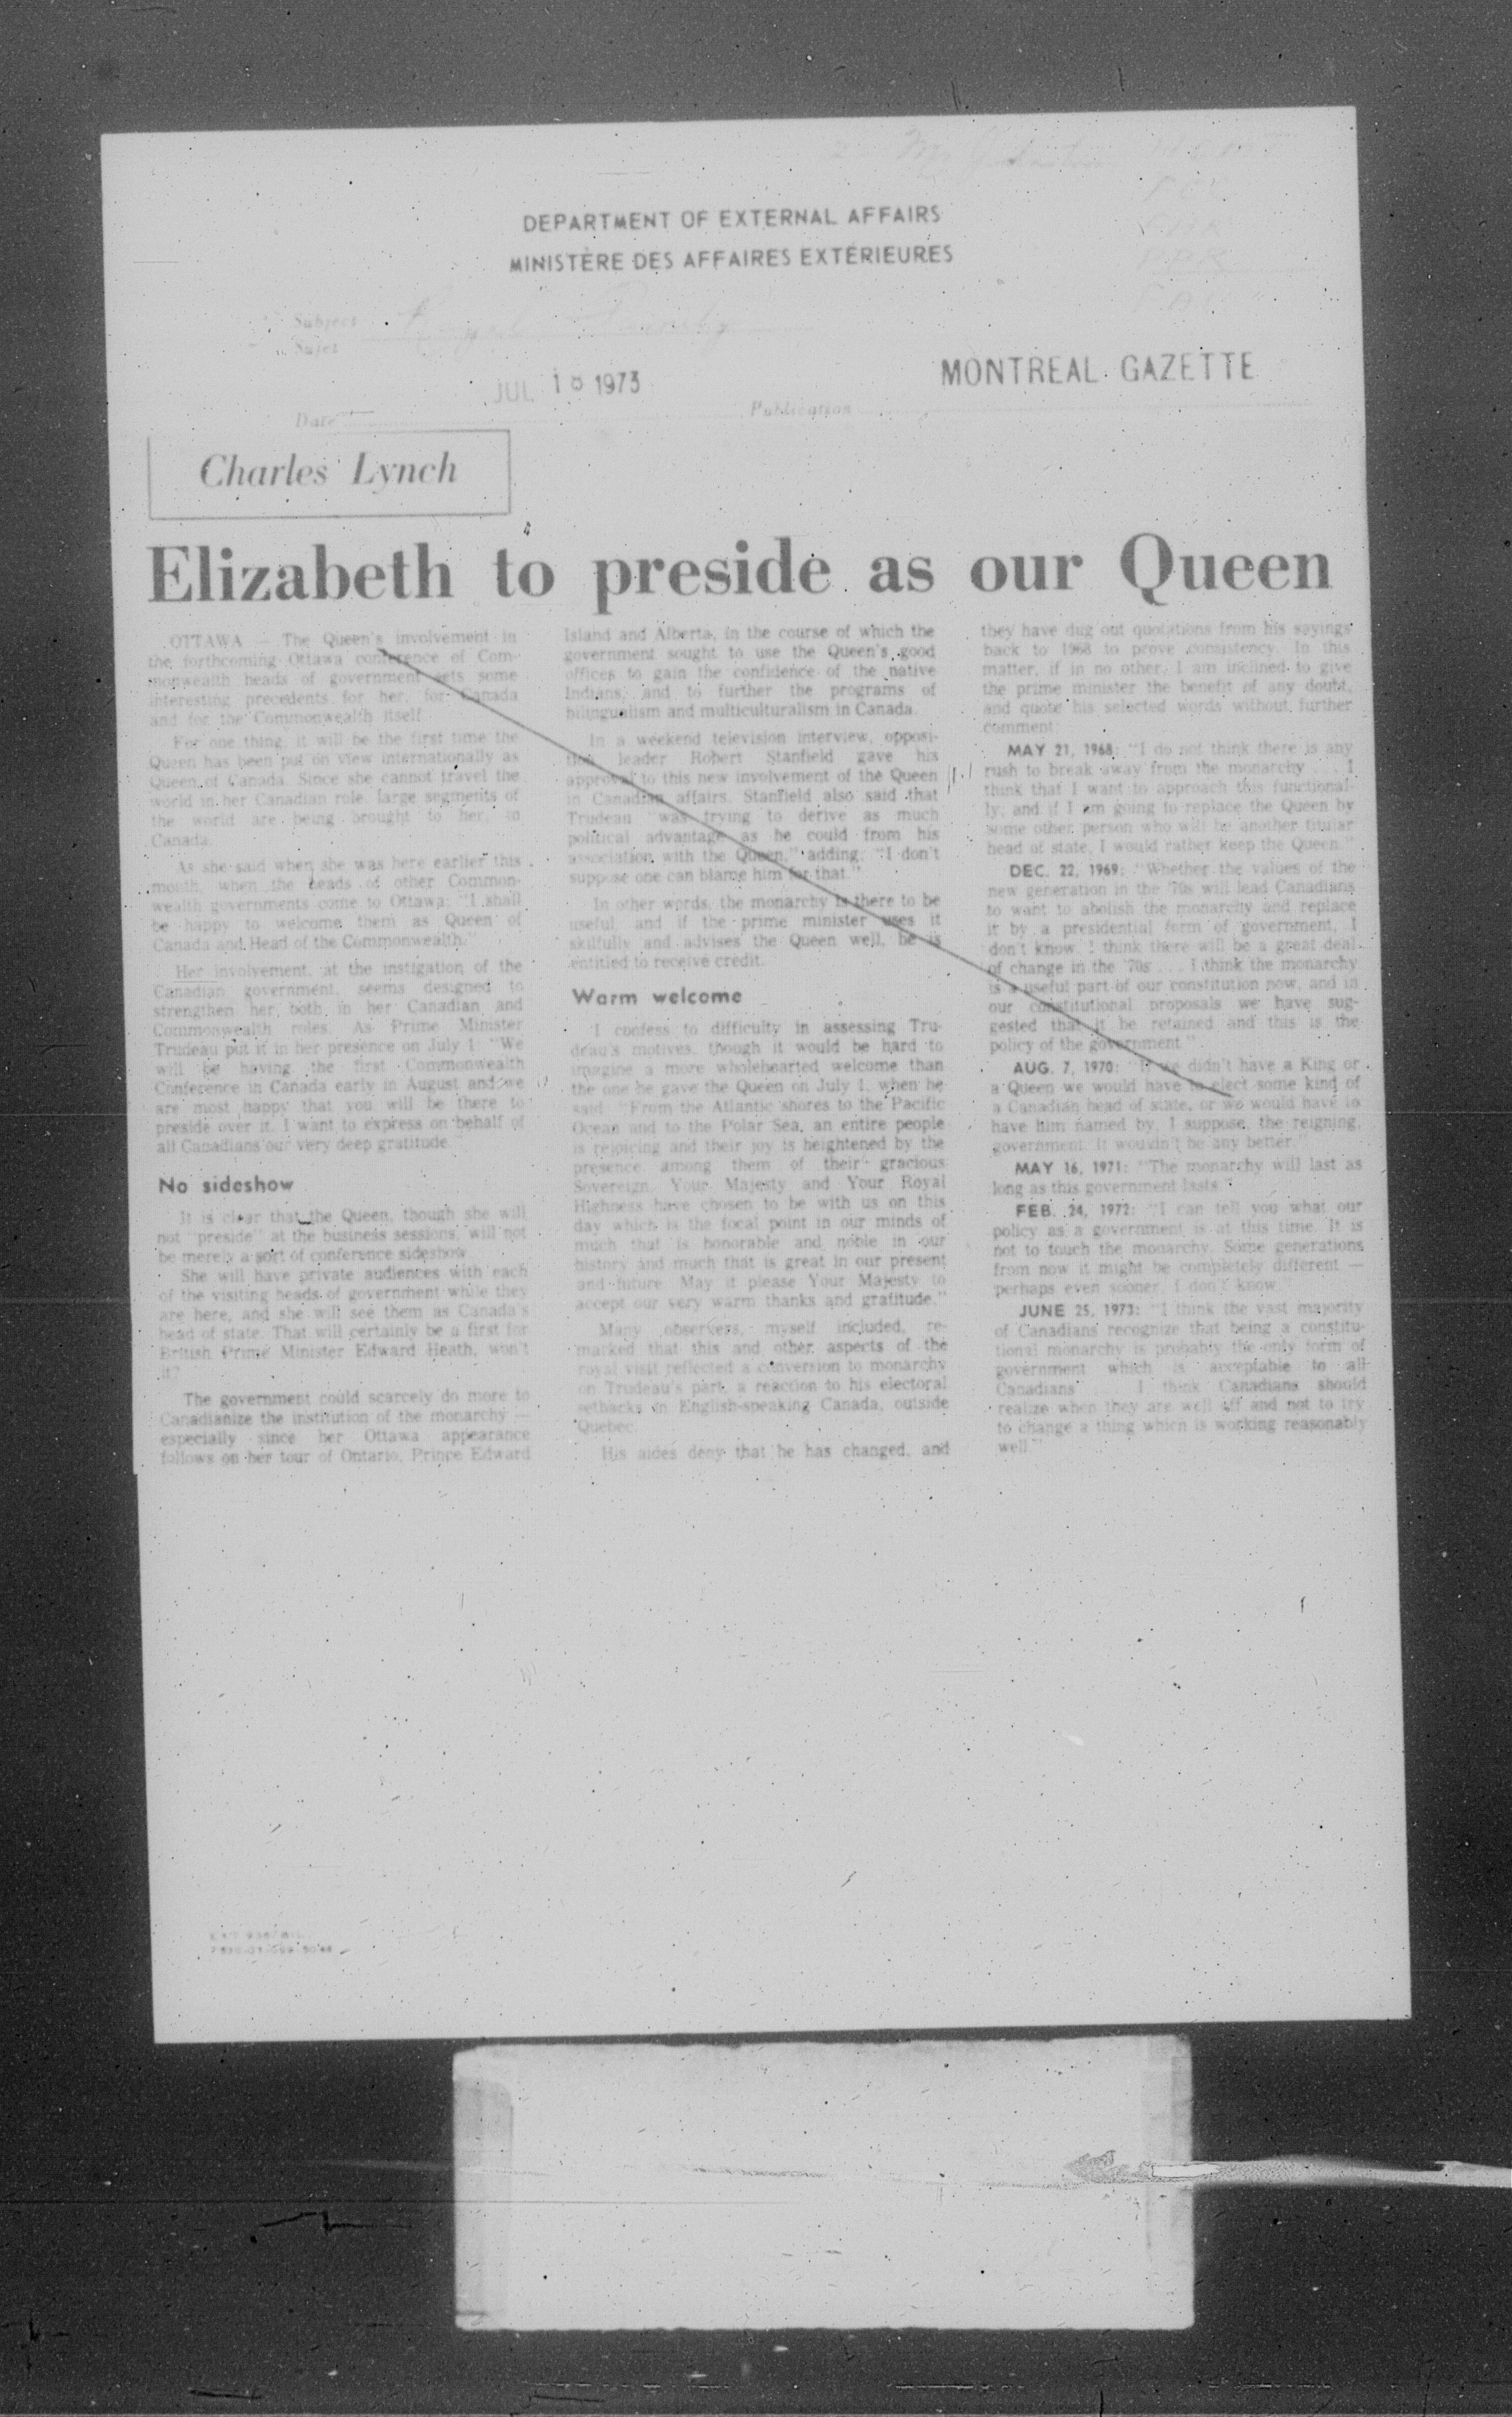 DEPARTMENT OF EXTERNAL AFFAIRS
MINISTÈRE DES AFFAIRES EXTÉRIEURES
Subject
Sujet
Royal Family
JUL 1 1973
MONTREAL GAZETTE
Date
Publication
Charles Lynch
Elizabeth to preside as our Queen
OTTAWA — The Queen's involvement in
the forthcoming Ottawa conference of Com-
monwealth heads of government sets some
interesting precedents for her, for Canada
and for the Commonwealth itself.
For one thing, it will be the first time the
Queen has been put on view internationally as
Queen of Canada. Since she cannot travel the
world in her Canadian role, large segments of
the world are being brought to her, in
Canada.
As she said when she was here earlier this
month, when the heads of other Common-
wealth governments come to Ottawa: "I shall
be happy to welcome them as Queen of
Canada and Head of the Commonwealth."
Her involvement, at the instigation of the
Canadian government, seems designed to
strengthen her both in her Canadian and
Commonwealth roles. As Prime Minister
Trudeau put it in her presence on July 1: "We
will be having the first Commonwealth
Conference in Canada early in August and we
are most happy that you will be there to
preside over it. I want to express on behalf of
all Canadians our very deep gratitude."
No sideshow
It is clear that the Queen, though she will
not "preside" at the business sessions, will not
be merely a sort of conference sideshow.
She will have private audiences with each
of the visiting heads of government while they
are here, and she will see them as Canada's
head of state. That will certainly be a first for
British Prime Minister Edward Heath, won't
it?
The government could scarcely do more to
Canadianize the institution of the monarchy —
especially since her Ottawa appearance
follows on her tour of Ontario, Prince Edward
Island and Alberta, in the course of which the
government sought to use the Queen's good
offices to gain the confidence of the native
Indians, and to further the programs of
bilingualism and multiculturalism in Canada.
In a weekend television interview, opposi-
tion leader Robert Stanfield gave his
approval to this new involvement of the Queen
in Canadian affairs. Stanfield also said that
Trudeau "was trying to derive as much
political advantage as he could from his
association with the Queen," adding: "I don't
suppose one can blame him for that."
In other words, the monarchy is there to be
useful, and if the prime minister uses it
skilfully and advises the Queen well, he is
entitled to receive credit.
Warm welcome
I confess to difficulty in assessing Tru-
deau's motives, though it would be hard to
imagine a more wholehearted welcome than
the one he gave the Queen on July 1, when he
said: "From the Atlantic shores to the Pacific
Ocean and to the Polar Sea, an entire people
is rejoicing and their joy is heightened by the
presence among them of their gracious
Sovereign. Your Majesty and Your Royal
Highness have chosen to be with us on this
day which is the focal point in our minds of
much that is honorable and noble in our
history and much that is great in our present
and future. May it please Your Majesty to
accept our very warm thanks and gratitude."
Many observers, myself included, re-
marked that this and other aspects of the
royal visit reflected a conversion to monarchy
on Trudeau's part, a reaction to his electoral
setbacks in English-speaking Canada, outside
Quebec.
His aides deny that he has changed, and
they have dug out quotations from his sayings
back to 1968 to prove consistency. In this
matter, if in no other, I am inclined to give
the prime minister the benefit of any doubt,
and quote his selected words without further
comment:
MAY 21, 1968: "I do not think there is any
rush to break away from the monarchy . . . I
think that I want to approach this functional-
ly, and if I am going to replace the Queen by
some other person who will be another titular
head of state, I would rather keep the Queen."
DEC. 22, 1969: "Whether the values of the
new generation in the '70s will lead Canadians
to want to abolish the monarchy and replace
it by a presidential form of government, I
don't know. I think there will be a great deal
of change in the '70s . . . I think the monarchy
is a useful part of our constitution now, and in
our constitutional proposals we have sug-
gested that it be retained and this is the
policy of the government."
AUG. 7, 1970: "If we didn't have a King or
a Queen we would have to elect some kind of
a Canadian head of state, or we would have to
have him named by, I suppose, the reigning
government. It wouldn't be any better."
MAY 16, 1971: "The monarchy will last as
long as this government lasts."
FEB. 24, 1972: "I can tell you what our
policy as a government is at this time. It is
not to touch the monarchy. Some generations
from now it might be completely different —
perhaps even sooner, I don't know."
JUNE 25, 1973: "I think the vast majority
of Canadians recognize that being a constitu-
tional monarchy is probably the only form of
government which is acceptable to all
Canadians . . . I think Canadians should
realize when they are well off and not to try
to change a thing which is working reasonably
well."